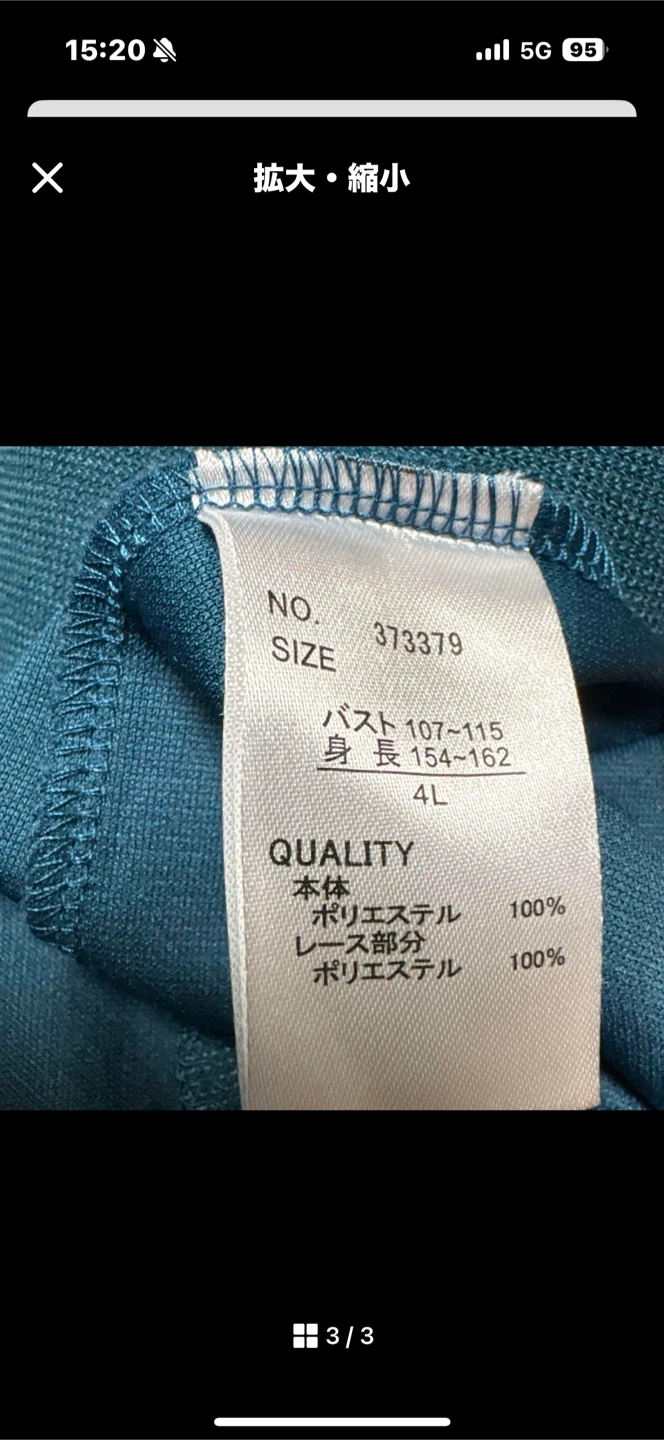 15:20
5G 95
拡大・縮小
NO. 373379
SIZE
バスト 107~115
身 長 154~162
4L
QUALITY
本体
ポリエステル 100%
レース部分
ポリエステル 100%
3 / 3